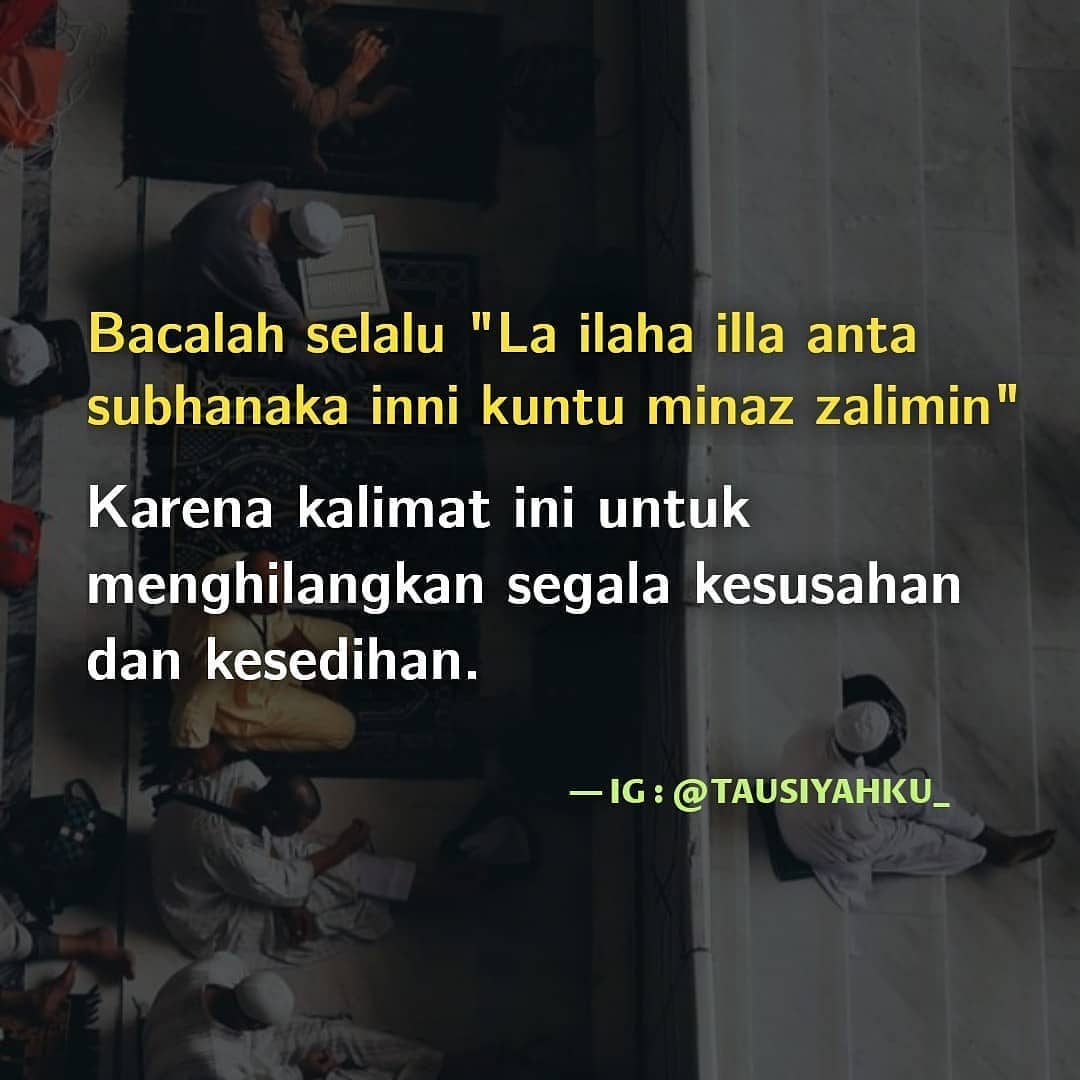 Bacalah selalu "La ilaha illa anta
subhanaka inni kuntu minaz zalimin"
Karena kalimat ini untuk
menghilangkan segala kesusahan
dan kesedihan.
— IG : @TAUSIYAHKU_